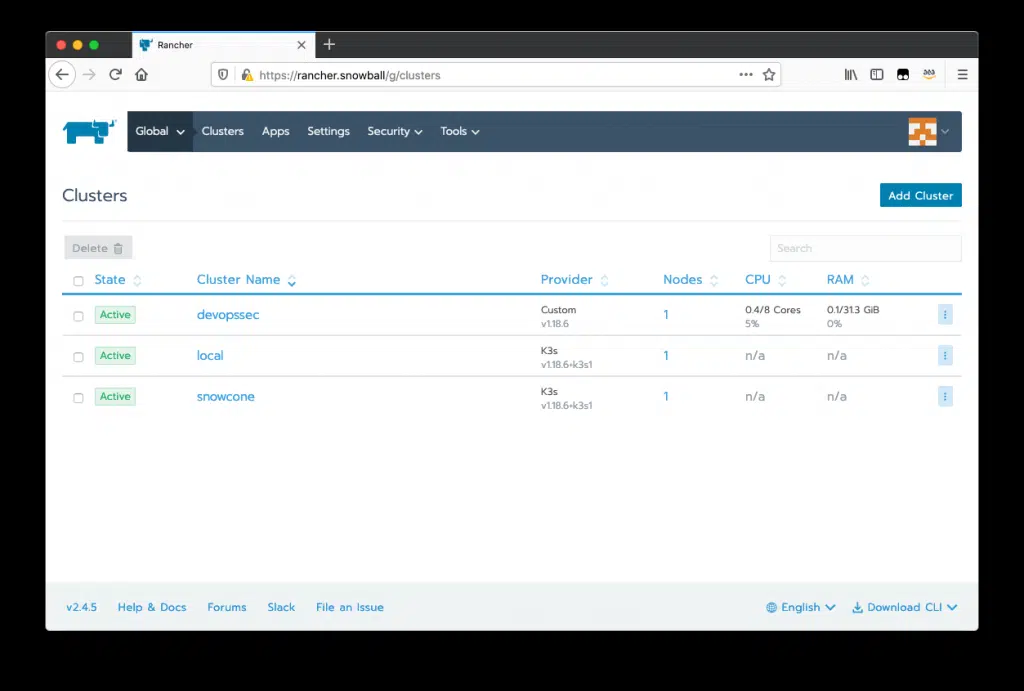 Rancher
https://rancher.snowball/g/clusters
Global Clusters Apps Settings Security Tools
Clusters
Add Cluster
Delete
Search
State Cluster Name Provider Nodes CPU RAM
Active devopssec Custom 1 0.4/8 Cores 0.1/31.3 GiB
v1.18.6 5% 0%
Active local K3s 1 n/a n/a
v1.18.6+k3s1
Active snowcone K3s 1 n/a n/a
v1.18.6+k3s1
v2.4.5 Help & Docs Forums Slack File an Issue English Download CLI